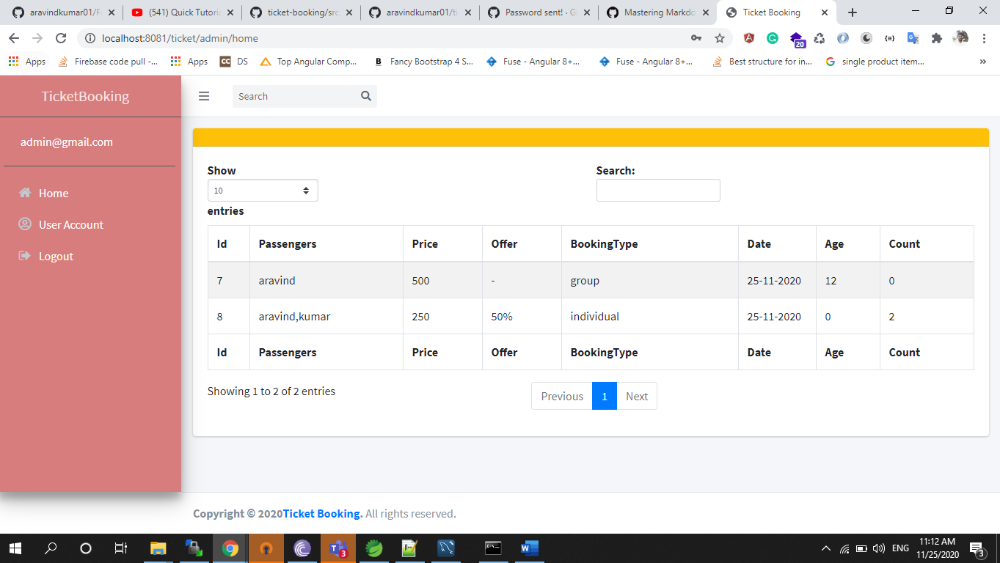 aravindkumar01/F
(541) Quick Tutoria
ticket-booking/src
aravindkumar01/ti
Password sent! · G
Mastering Markdo
Ticket Booking
localhost:8081/ticket/admin/home
20
Apps
Firebase code pull -...
Apps
CC
DS
Top Angular Comp...
B
Fancy Bootstrap 4 S...
Fuse - Angular 8+...
Fuse - Angular 8+...
Best structure for in...
single product item...
»
TicketBooking
Search
admin@gmail.com
Home
User Account
Logout
Show
10
entries
Search:
Id Passengers Price Offer BookingType Date Age Count
7 aravind 500 - group 25-11-2020 12 0
8 aravind,kumar 250 50% individual 25-11-2020 0 2
Id Passengers Price Offer BookingType Date Age Count
Showing 1 to 2 of 2 entries
Previous 1 Next
Copyright © 2020Ticket Booking. All rights reserved.
3
ENG
11:12 AM
11/25/2020
3